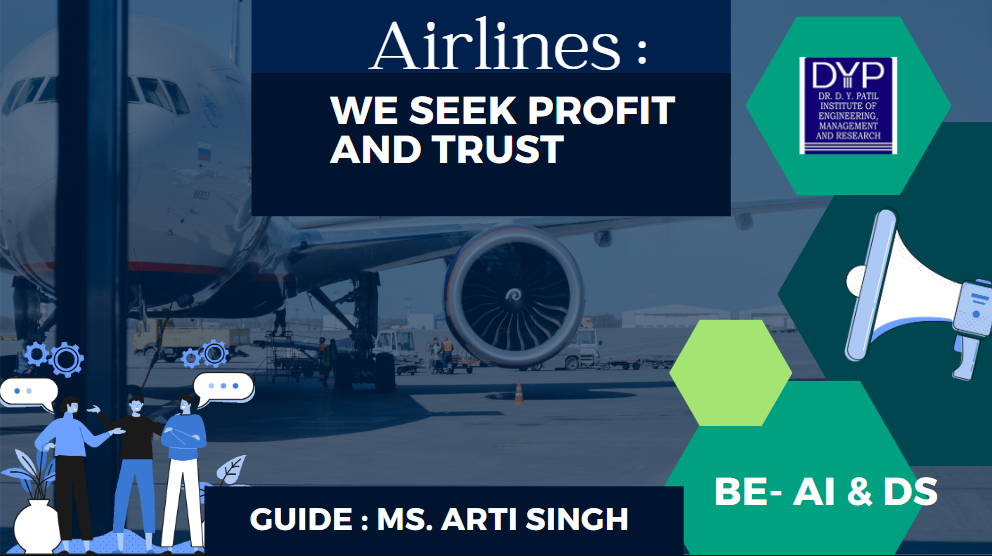 Airlines :
WE SEEK PROFIT
AND TRUST
DYP
DR. D. Y. PATIL
INSTITUTE OF
ENGINEERING,
MANAGEMENT
AND RESEARCH
BE- AI & DS
GUIDE : MS. ARTI SINGH